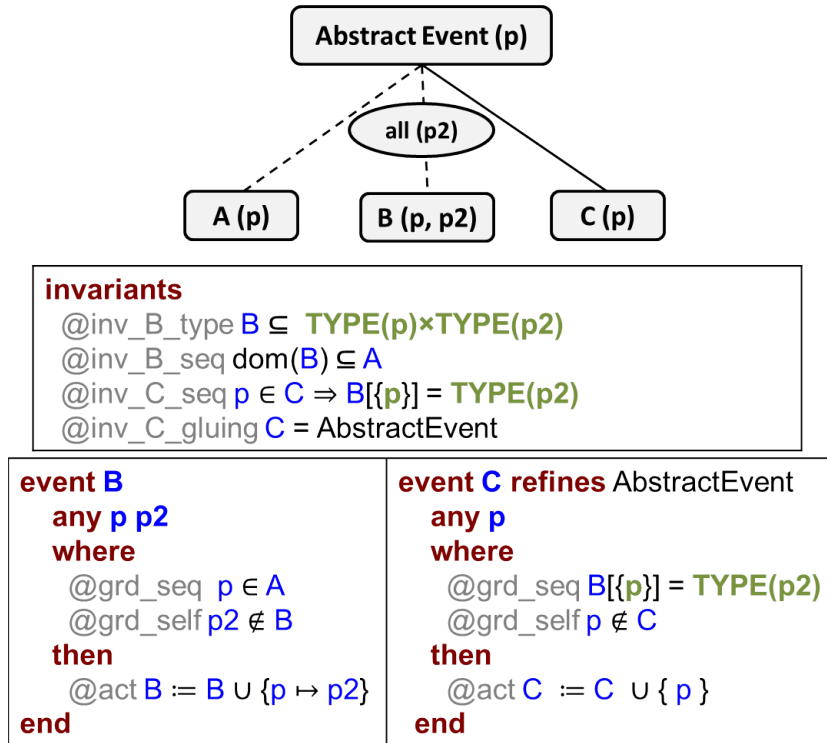 Abstract Event (p)
all (p2)
A (p)
B (p, p2)
C (p)
invariants
@inv_B_type B ⊆ TYPE(p)×TYPE(p2)
@inv_B_seq dom(B) ⊆ A
@inv_C_seq p ∈ C ⇒ B[{p}] = TYPE(p2)
@inv_C_gluing C = AbstractEvent
event B
any p p2
where
@grd_seq p ∈ A
@grd_self p2 ∉ B
then
@act B ≔ B ∪ {p ↦ p2}
end
event C refines AbstractEvent
any p
where
@grd_seq B[{p}] = TYPE(p2)
@grd_self p ∉ C
then
@act C ≔ C ∪ { p }
end